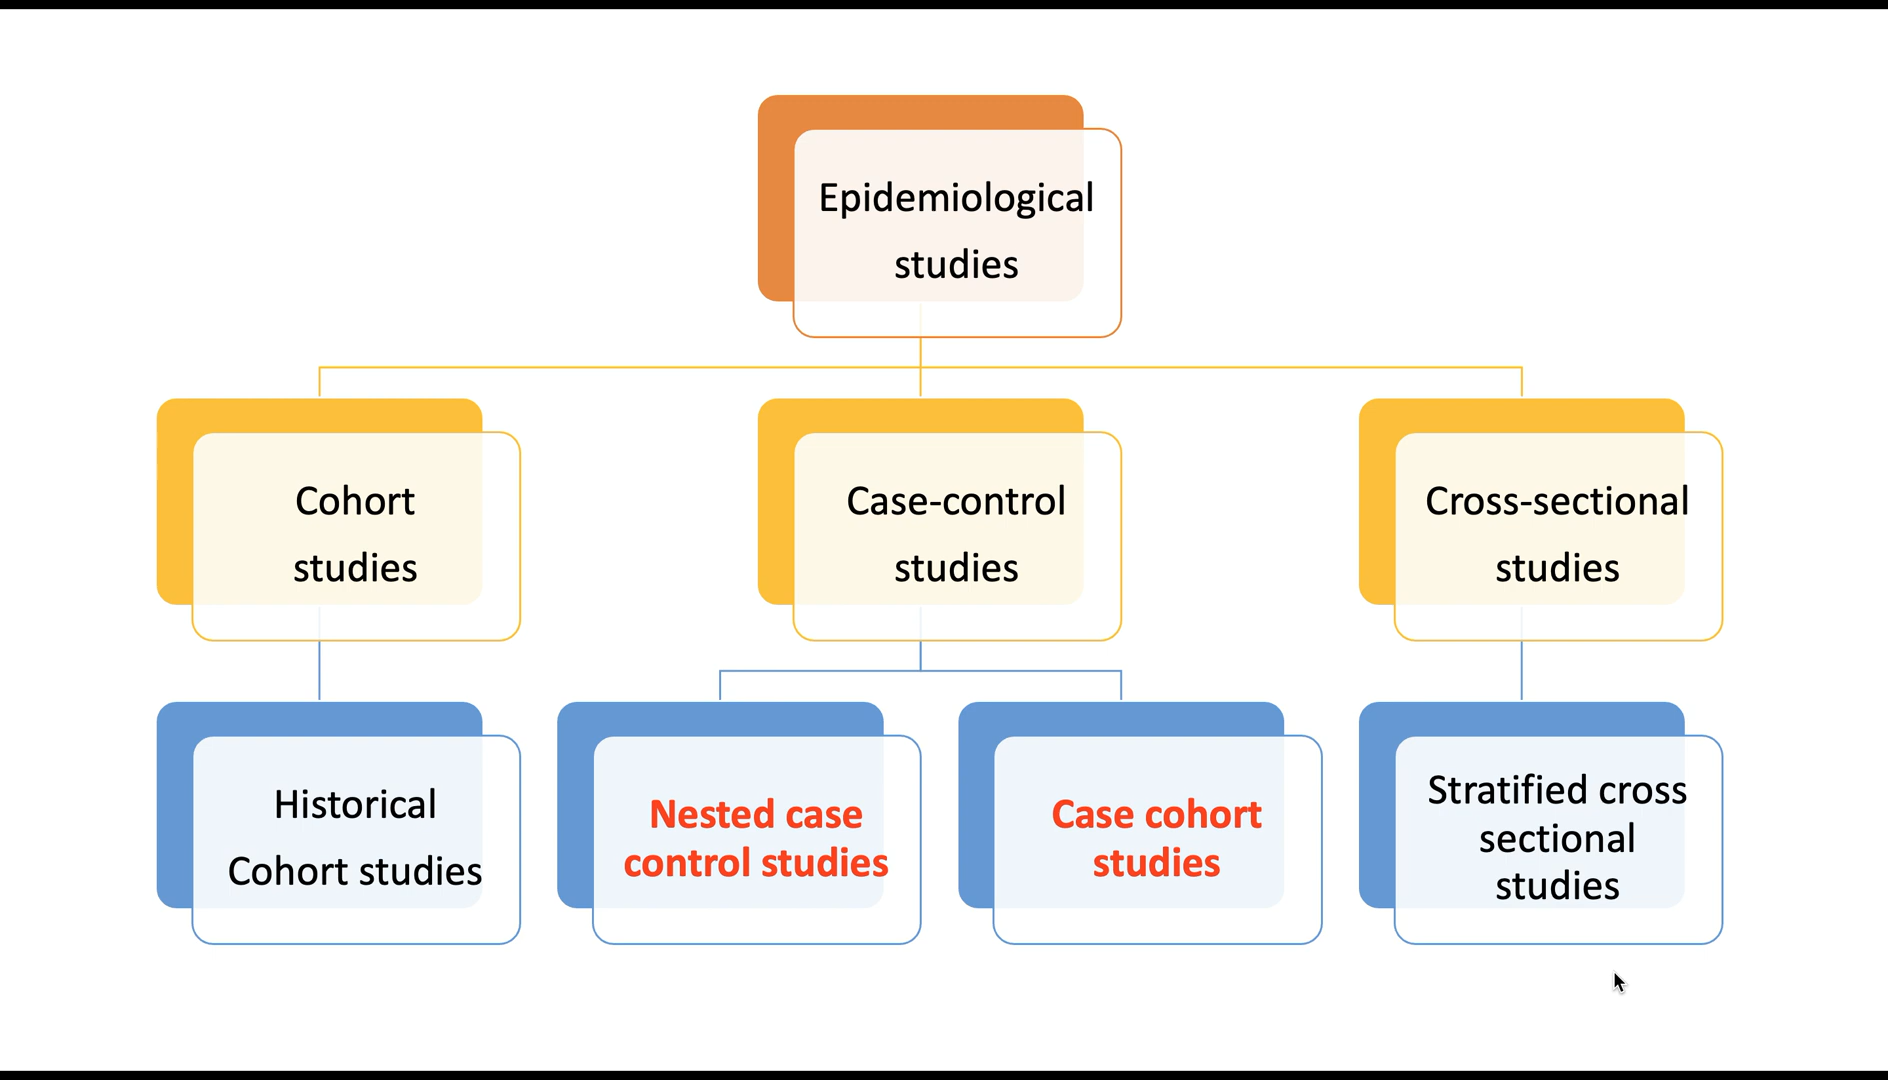 Epidemiological
studies
Cohort
studies
Case-control
studies
Cross-sectional
studies
Historical
Cohort studies
Nested case
control studies
Case cohort
studies
Stratified cross
sectional
studies